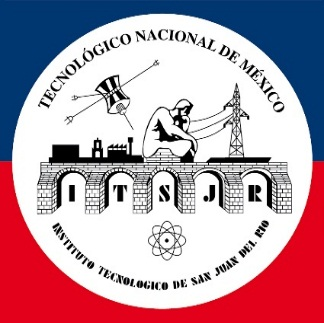 TECNOLÓGICO NACIONAL DE MÉXICO
I T S J R
INSTITUTO TECNOLOGICO DE SAN JUAN DEL RIO